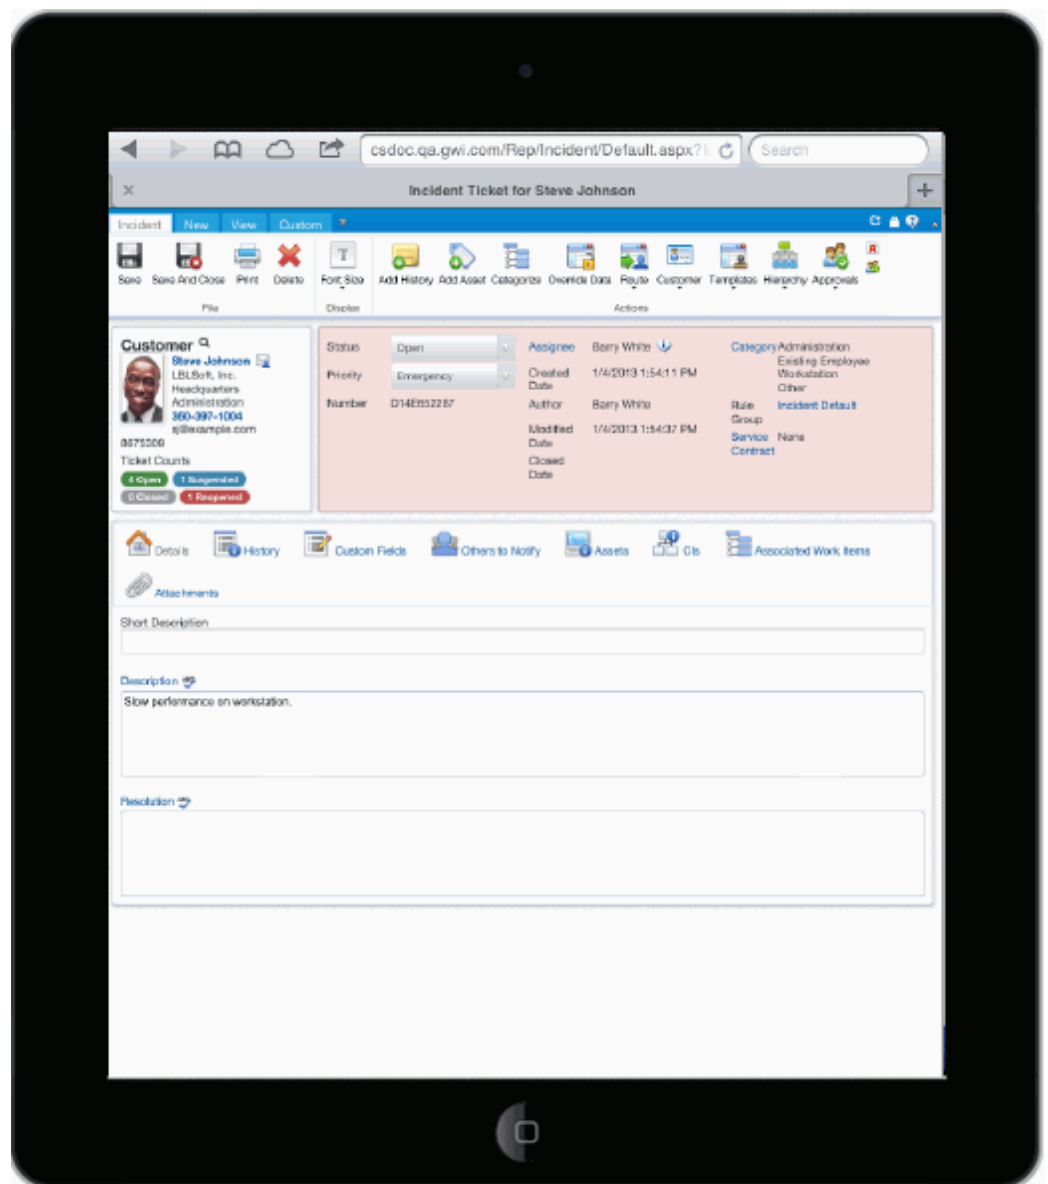 csdoc.qa.gwi.com/Rep/Incident/Default.aspx?
Search
Incident Ticket for Steve Johnson
Incident New View Custom
Save Save And Close Print Delete Font Size Add History Add Asset Categorize Override Data Route Customer Templates Hierarchy Approvals
File Display Actions
Customer
Steve Johnson
LBLSoft, Inc.
Headquarters
Administration
360-397-1004
sj@example.com
8675309
Ticket Counts
4 Open 1 Suspended
0 Closed 1 Reopened
Status Open
Priority Emergency
Number
Assignee Barry White
Created Date 1/4/2013 1:54:11 PM
Author Barry White
Modified Date 1/4/2013 1:54:37 PM
Closed Date
Category Administration
Existing Employee
Workstation
Other
Rule Group Incident Default
Service Contract None
Details History Custom Fields Others to Notify Assets CIs Associated Work Items
Attachments
Short Description
Description
Slow performance on workstation.
Resolution